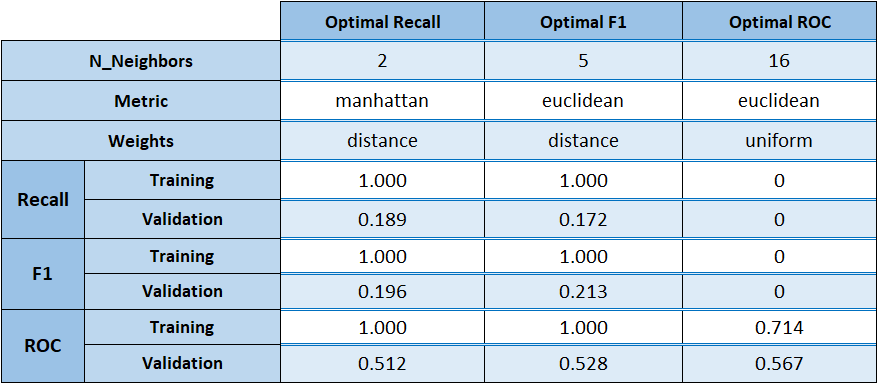 Optimal Recall Optimal F1 Optimal ROC
N_Neighbors 2 5 16
Metric manhattan euclidean euclidean
Weights distance distance uniform
Recall Training 1.000 1.000 0
Validation 0.189 0.172 0
F1 Training 1.000 1.000 0
Validation 0.196 0.213 0
ROC Training 1.000 1.000 0.714
Validation 0.512 0.528 0.567